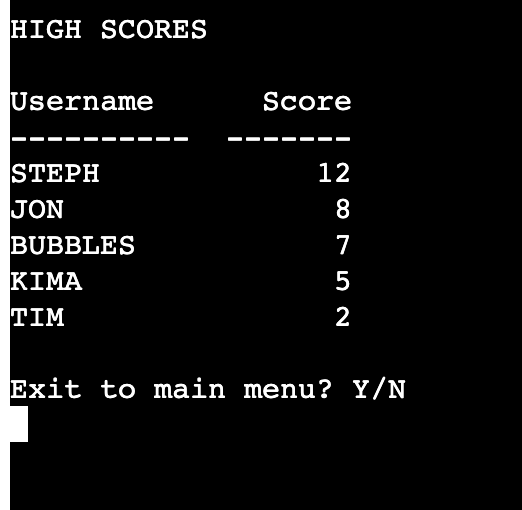 HIGH SCORES
Username Score
---------- -------
STEPH 12
JON 8
BUBBLES 7
KIMA 5
TIM 2
Exit to main menu? Y/N